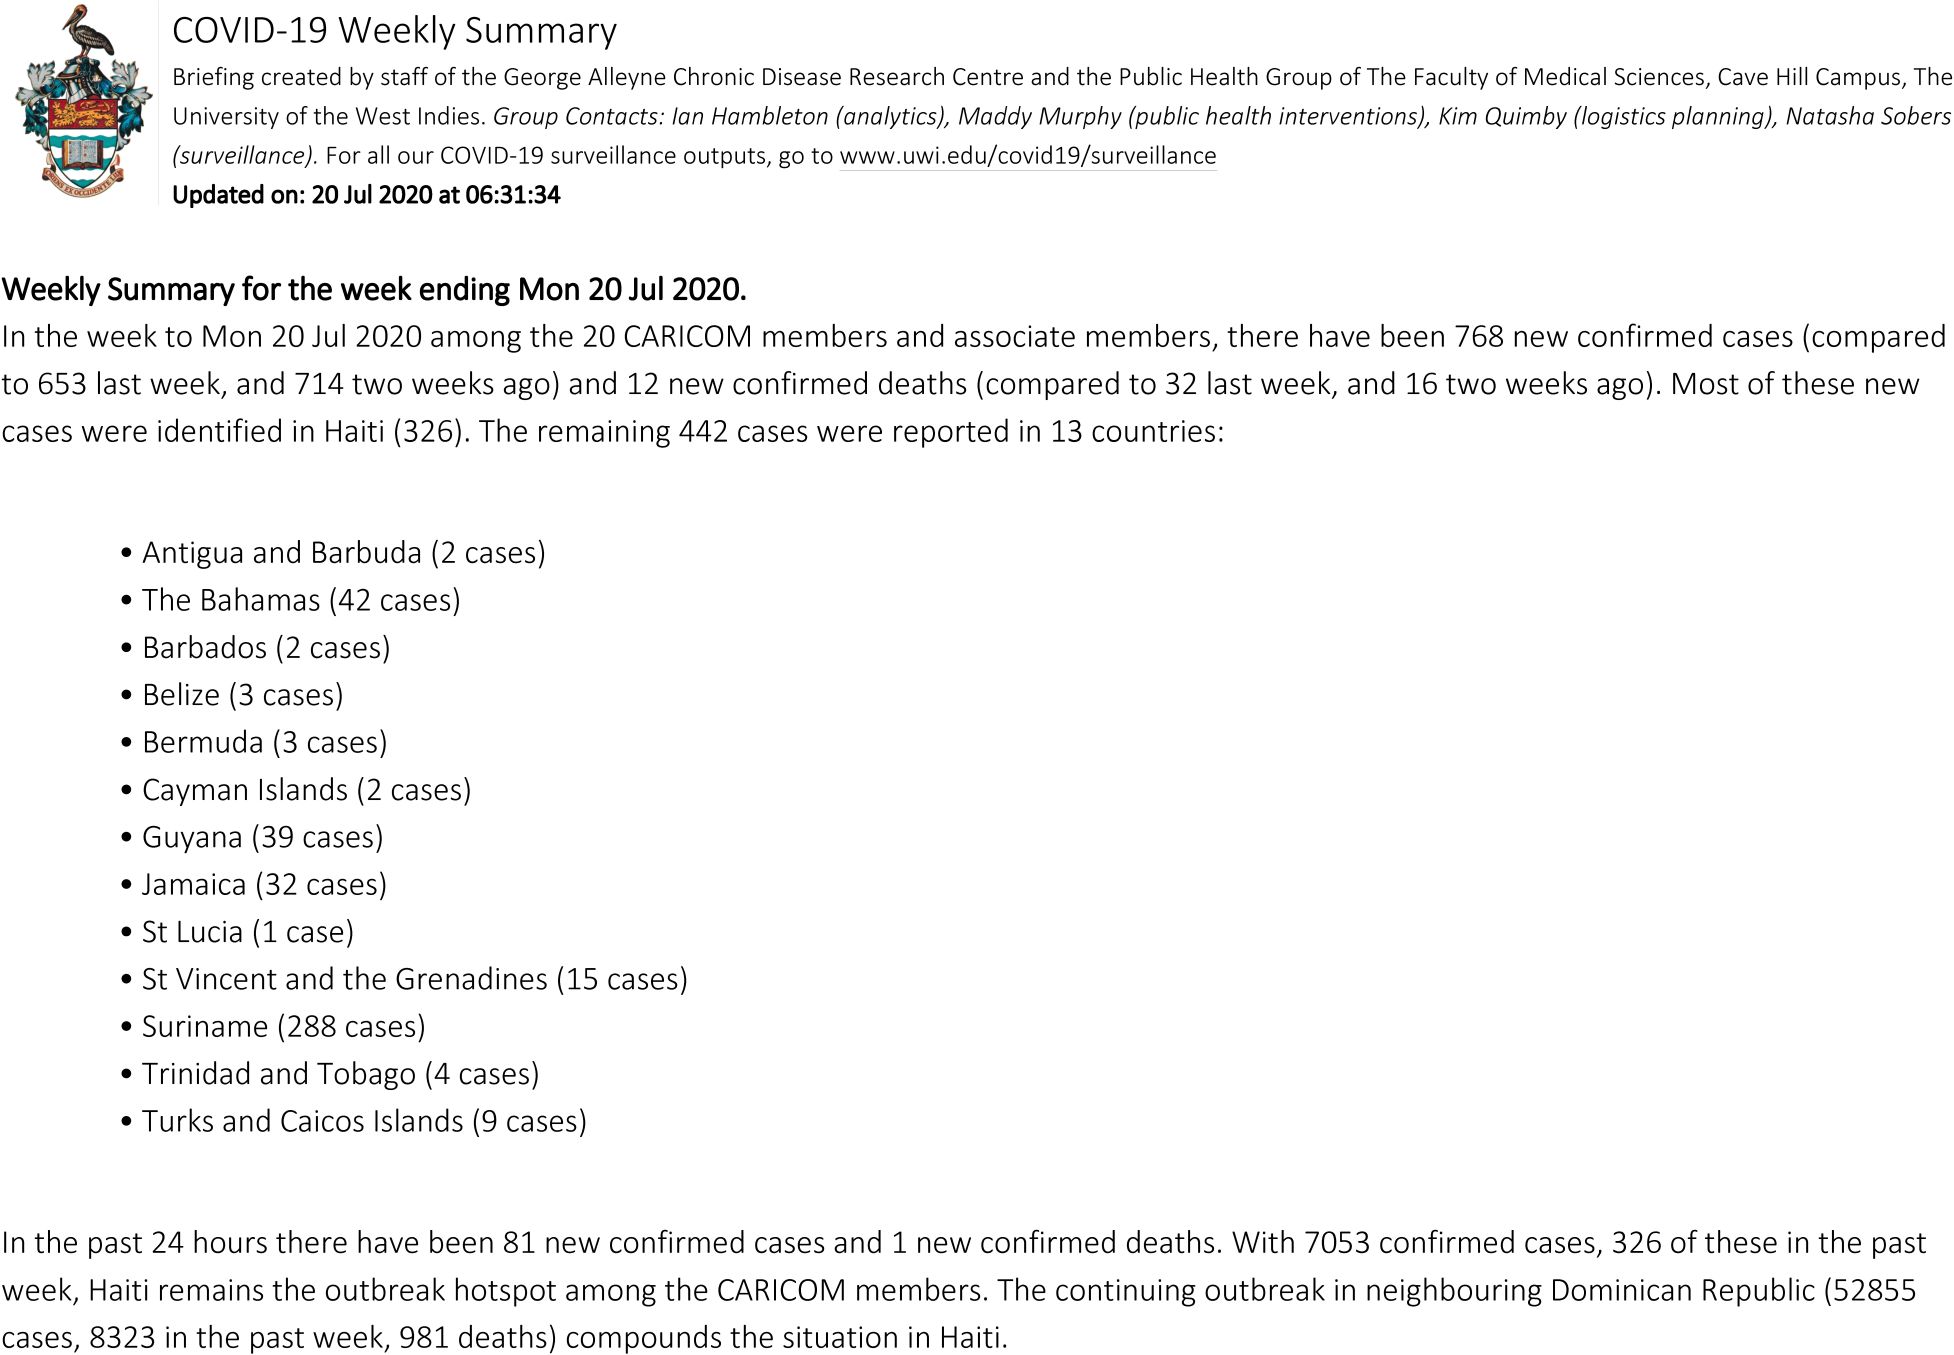 COVID-19 Weekly Summary
Briefing created by staff of the George Alleyne Chronic Disease Research Centre and the Public Health Group of The Faculty of Medical Sciences, Cave Hill Campus, The
University of the West Indies. Group Contacts: Ian Hambleton (analytics), Maddy Murphy (public health interventions), Kim Quimby (logistics planning), Natasha Sobers
(surveillance). For all our COVID-19 surveillance outputs, go to www.uwi.edu/covid19/surveillance
Updated on: 20 Jul 2020 at 06:31:34
Weekly Summary for the week ending Mon 20 Jul 2020.
In the week to Mon 20 Jul 2020 among the 20 CARICOM members and associate members, there have been 768 new confirmed cases (compared
to 653 last week, and 714 two weeks ago) and 12 new confirmed deaths (compared to 32 last week, and 16 two weeks ago). Most of these new
cases were identified in Haiti (326). The remaining 442 cases were reported in 13 countries:
• Antigua and Barbuda (2 cases)
• The Bahamas (42 cases)
• Barbados (2 cases)
• Belize (3 cases)
• Bermuda (3 cases)
• Cayman Islands (2 cases)
• Guyana (39 cases)
• Jamaica (32 cases)
• St Lucia (1 case)
• St Vincent and the Grenadines (15 cases)
• Suriname (288 cases)
• Trinidad and Tobago (4 cases)
• Turks and Caicos Islands (9 cases)
In the past 24 hours there have been 81 new confirmed cases and 1 new confirmed deaths. With 7053 confirmed cases, 326 of these in the past
week, Haiti remains the outbreak hotspot among the CARICOM members. The continuing outbreak in neighbouring Dominican Republic (52855
cases, 8323 in the past week, 981 deaths) compounds the situation in Haiti.